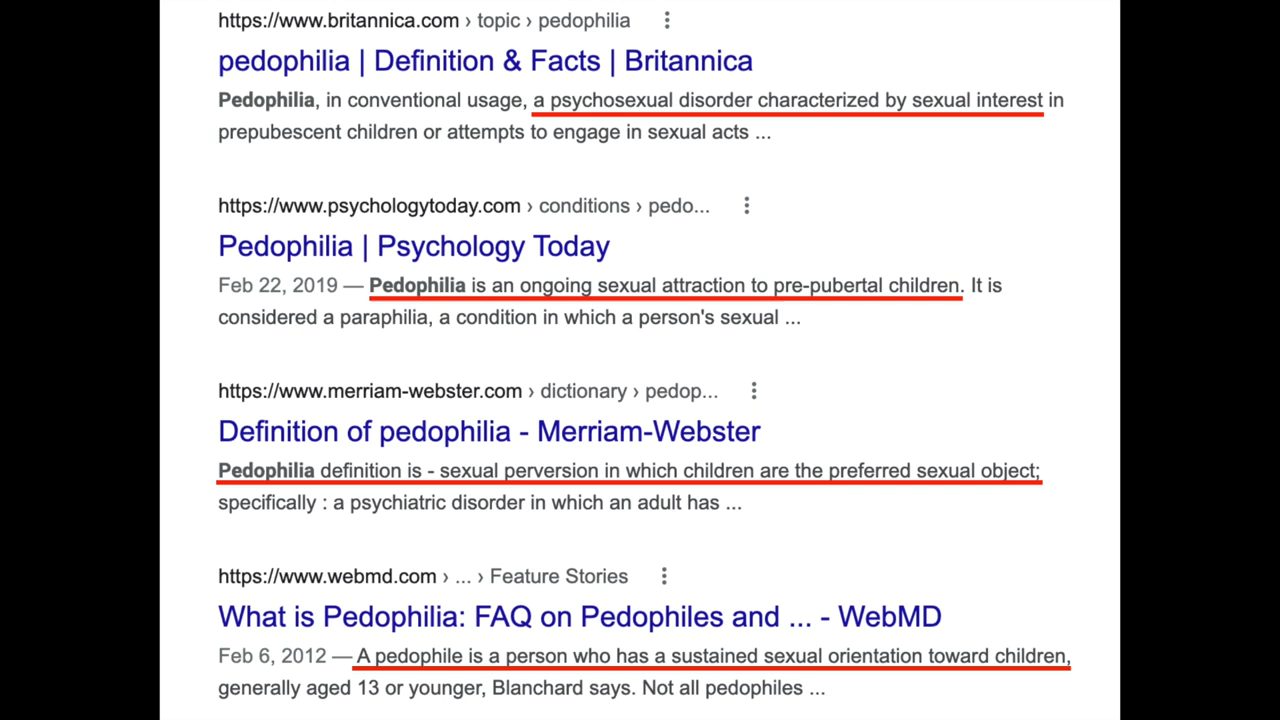 https://www.britannica.com › topic › pedophilia
pedophilia | Definition & Facts | Britannica
Pedophilia, in conventional usage, a psychosexual disorder characterized by sexual interest in
prepubescent children or attempts to engage in sexual acts ...
https://www.psychologytoday.com › conditions › pedo...
Pedophilia | Psychology Today
Feb 22, 2019 — Pedophilia is an ongoing sexual attraction to pre-pubertal children. It is
considered a paraphilia, a condition in which a person's sexual ...
https://www.merriam-webster.com › dictionary › pedop...
Definition of pedophilia - Merriam-Webster
Pedophilia definition is - sexual perversion in which children are the preferred sexual object;
specifically : a psychiatric disorder in which an adult has ...
https://www.webmd.com › ... › Feature Stories
What is Pedophilia: FAQ on Pedophiles and ... - WebMD
Feb 6, 2012 — A pedophile is a person who has a sustained sexual orientation toward children,
generally aged 13 or younger, Blanchard says. Not all pedophiles ...